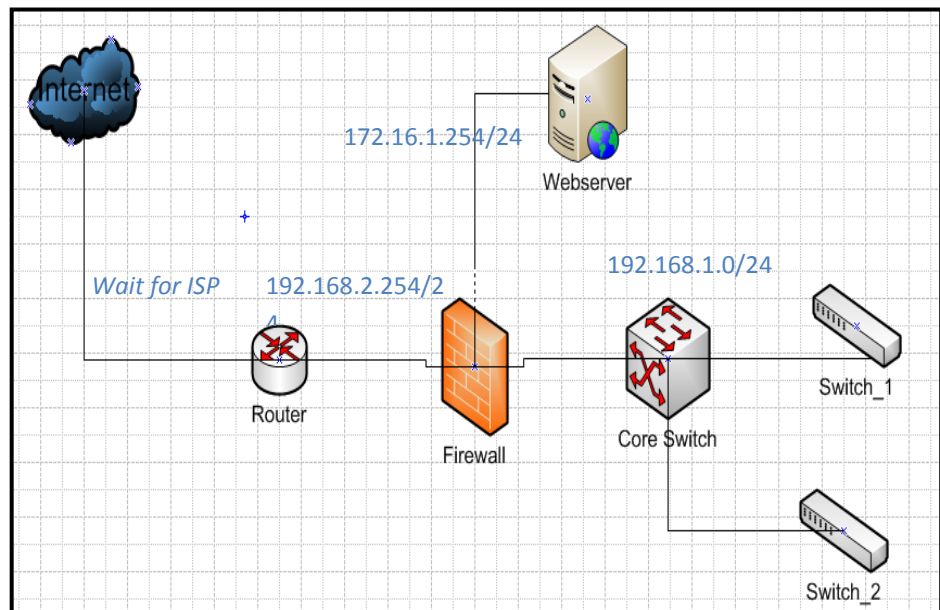 Internet
172.16.1.254/24
Webserver
192.168.1.0/24
Wait for ISP
192.168.2.254/2
4
Switch_1
Router
Core Switch
Firewall
Switch_2